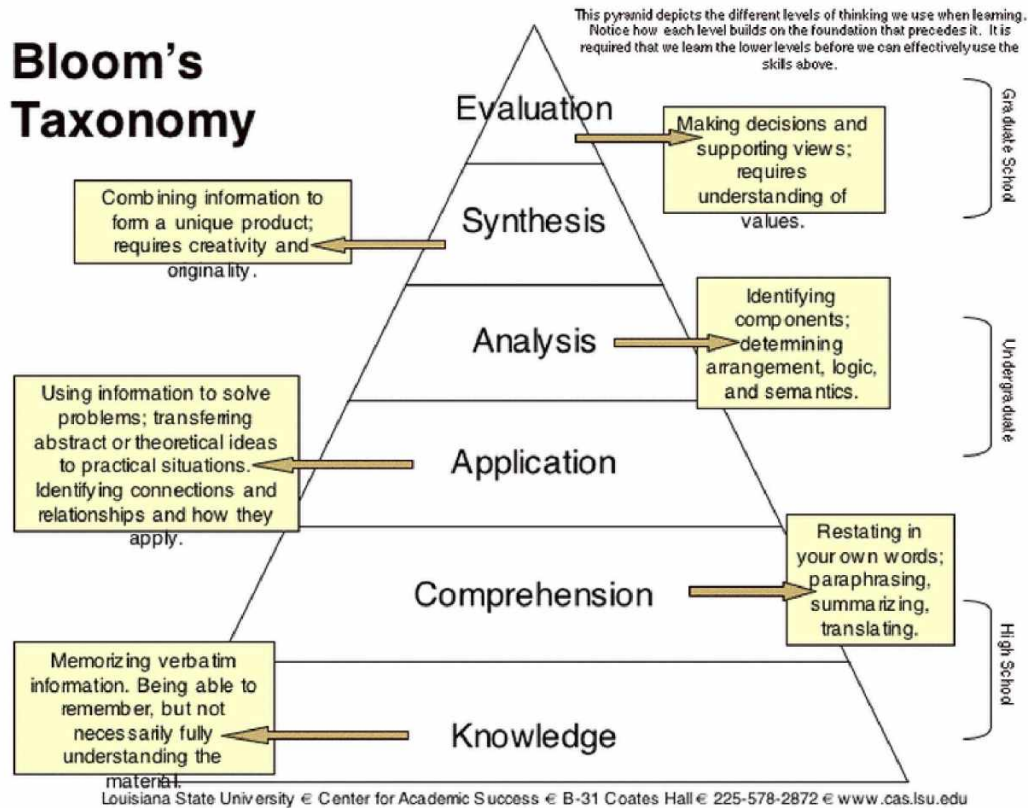 This pyramid depicts the different levels of thinking we use when learning.
Notice how each level builds on the foundation that precedes it. It is
required that we learn the lower levels before we can effectively use the
skills above.
Bloom's
Taxonomy
Evaluation
Making decisions and
supporting views;
requires
understanding of
values.
Graduate School
Combining information to
form a unique product;
requires creativity and
originality.
Synthesis
Analysis
Identifying
components;
determining
arrangement, logic,
and semantics.
Undergraduate
Using information to solve
problems; transferring
abstract or theoretical ideas
to practical situations.
Identifying connections and
relationships and how they
apply.
Application
Comprehension
Restating in
your own words;
paraphrasing,
summarizing,
translating.
High School
Memorizing verbatim
information. Being able to
remember, but not
necessarily fully
understanding the
material.
Knowledge
Louisiana State University € Center for Academic Success € B-31 Coates Hall € 225-578-2872 € www.cas.lsu.edu